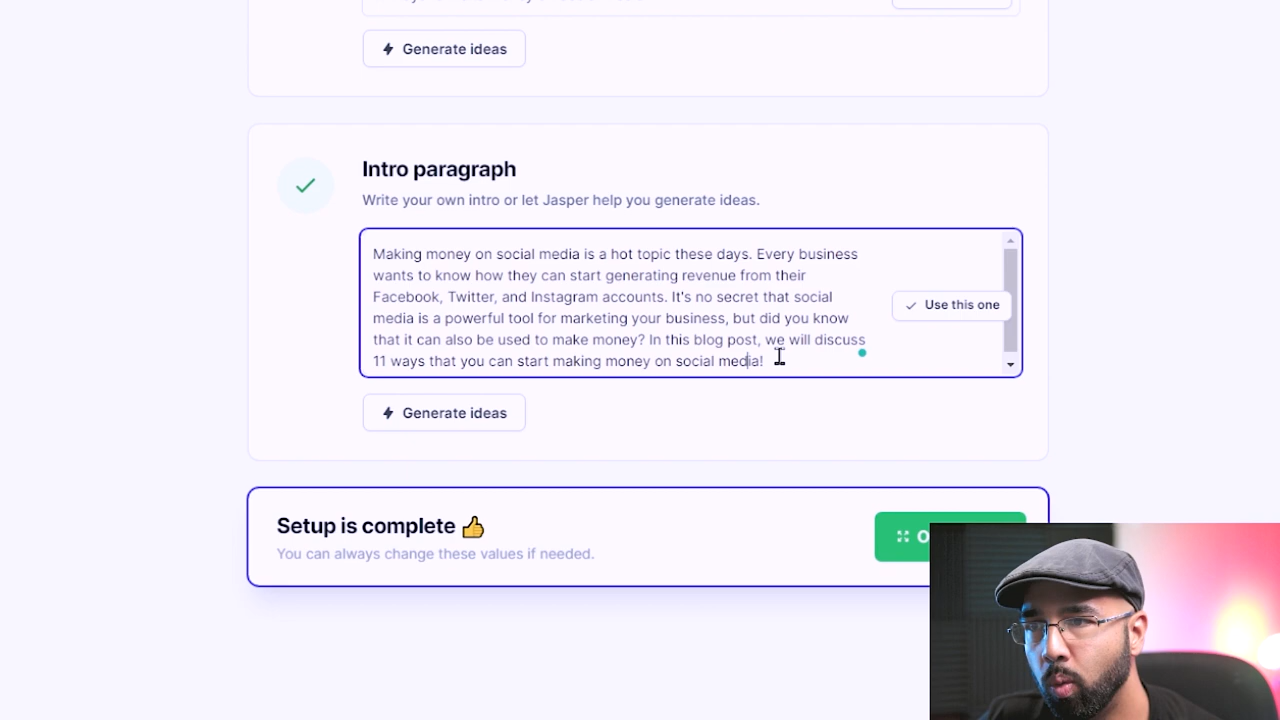 Generate ideas
Intro paragraph
Write your own intro or let Jasper help you generate ideas.
Making money on social media is a hot topic these days. Every business
wants to know how they can start generating revenue from their
Facebook, Twitter, and Instagram accounts. It's no secret that social
media is a powerful tool for marketing your business, but did you know
that it can also be used to make money? In this blog post, we will discuss
11 ways that you can start making money on social media!
Use this one
Generate ideas
Setup is complete 👍
You can always change these values if needed.